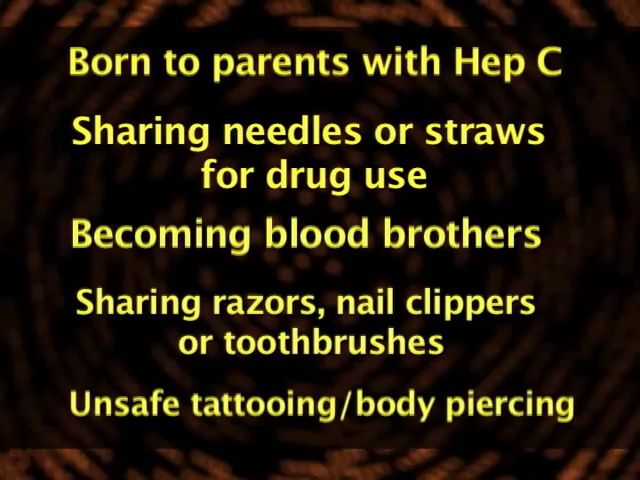 Born to parents with Hep C
Sharing needles or straws
for drug use
Becoming blood brothers
Sharing razors, nail clippers
or toothbrushes
Unsafe tattooing/body piercing